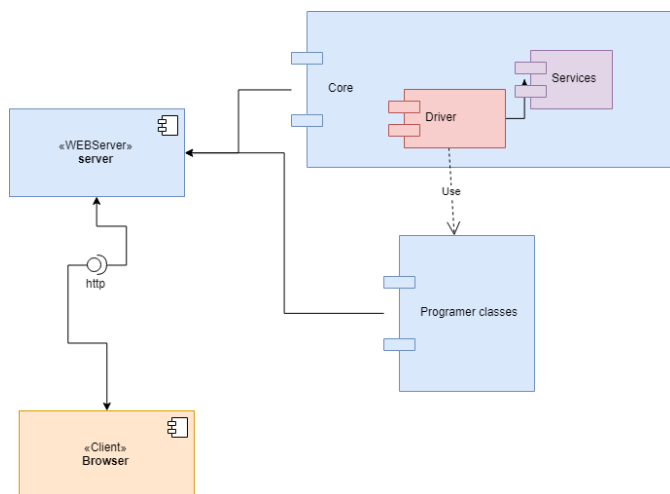 Services
Core
Driver
«WEBServer»
server
Use
http
Programer classes
«Client»
Browser